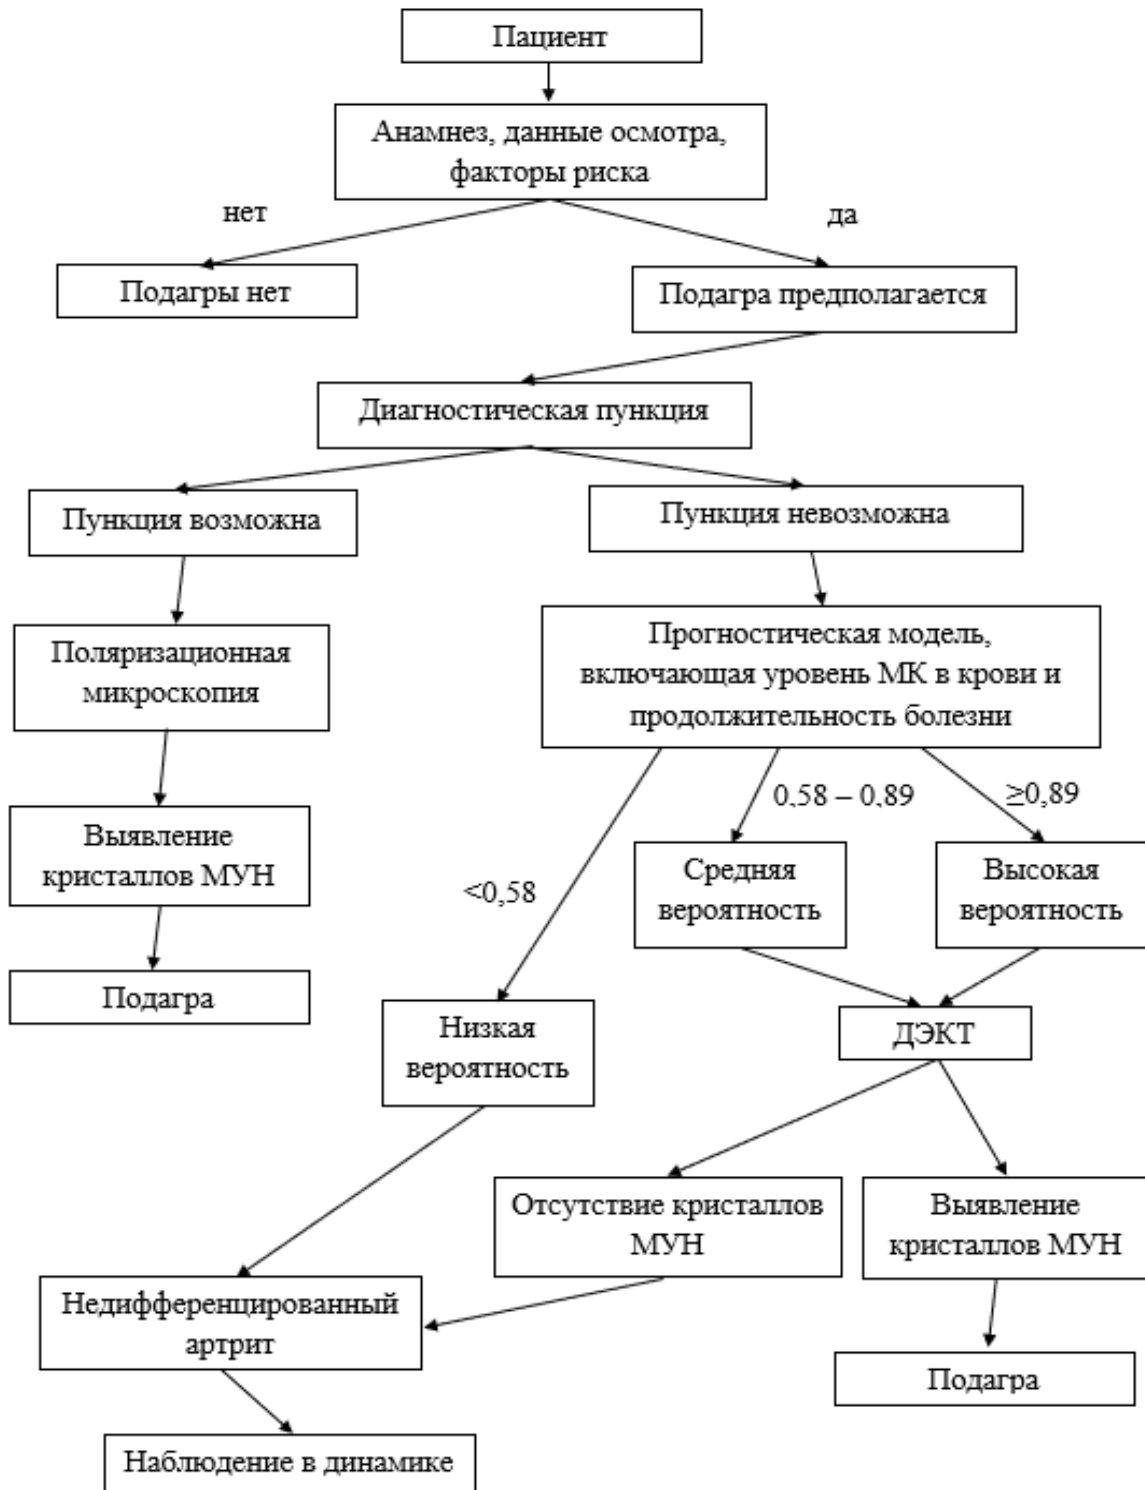 Пациент
Анамнез, данные осмотра,
факторы риска
нет
да
Подагры нет
Подагра предполагается
Диагностическая пункция
Пункция возможна
Пункция невозможна
Поляризационная
микроскопия
Прогностическая модель,
включающая уровень МК в крови и
продолжительность болезни
Выявление
кристаллов МУН
<0,58
0,58 – 0,89
≥0,89
Средняя
вероятность
Высокая
вероятность
Подагра
Низкая
вероятность
ДЭКТ
Отсутствие кристаллов
МУН
Выявление
кристаллов МУН
Недифференцированный
артрит
Подагра
Наблюдение в динамике